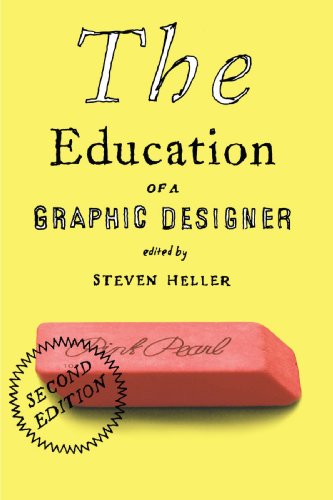 The
Education
OF A
GRAPHIC DESIGNER
edited by
STEVEN HELLER
Pink Pearl
SECOND
EDITION